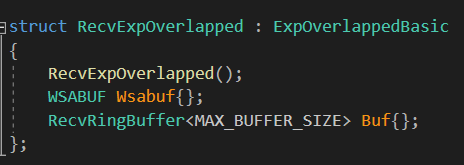 struct RecvExpOverlapped : ExpOverlappedBasic
{
    RecvExpOverlapped();
    WSABUF Wsabuf{};
    RecvRingBuffer<MAX_BUFFER_SIZE> Buf{};
};